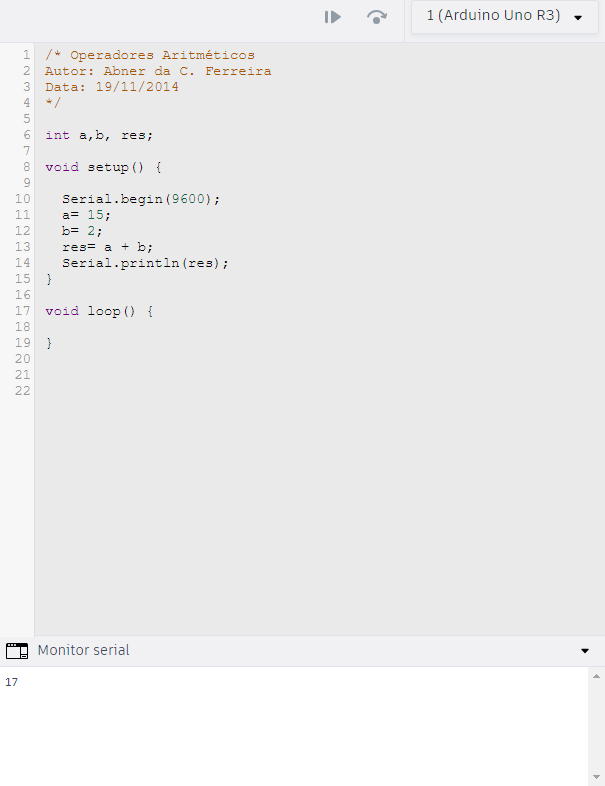 1 (Arduino Uno R3)
1 /* Operadores Aritméticos
2 Autor: Abner da C. Ferreira
3 Data: 19/11/2014
4 */
5
6 int a,b, res;
7
8 void setup() {
9
10 Serial.begin(9600);
11 a= 15;
12 b= 2;
13 res= a + b;
14 Serial.println(res);
15 }
16
17 void loop() {
18
19 }
20
21
22
Monitor serial
17